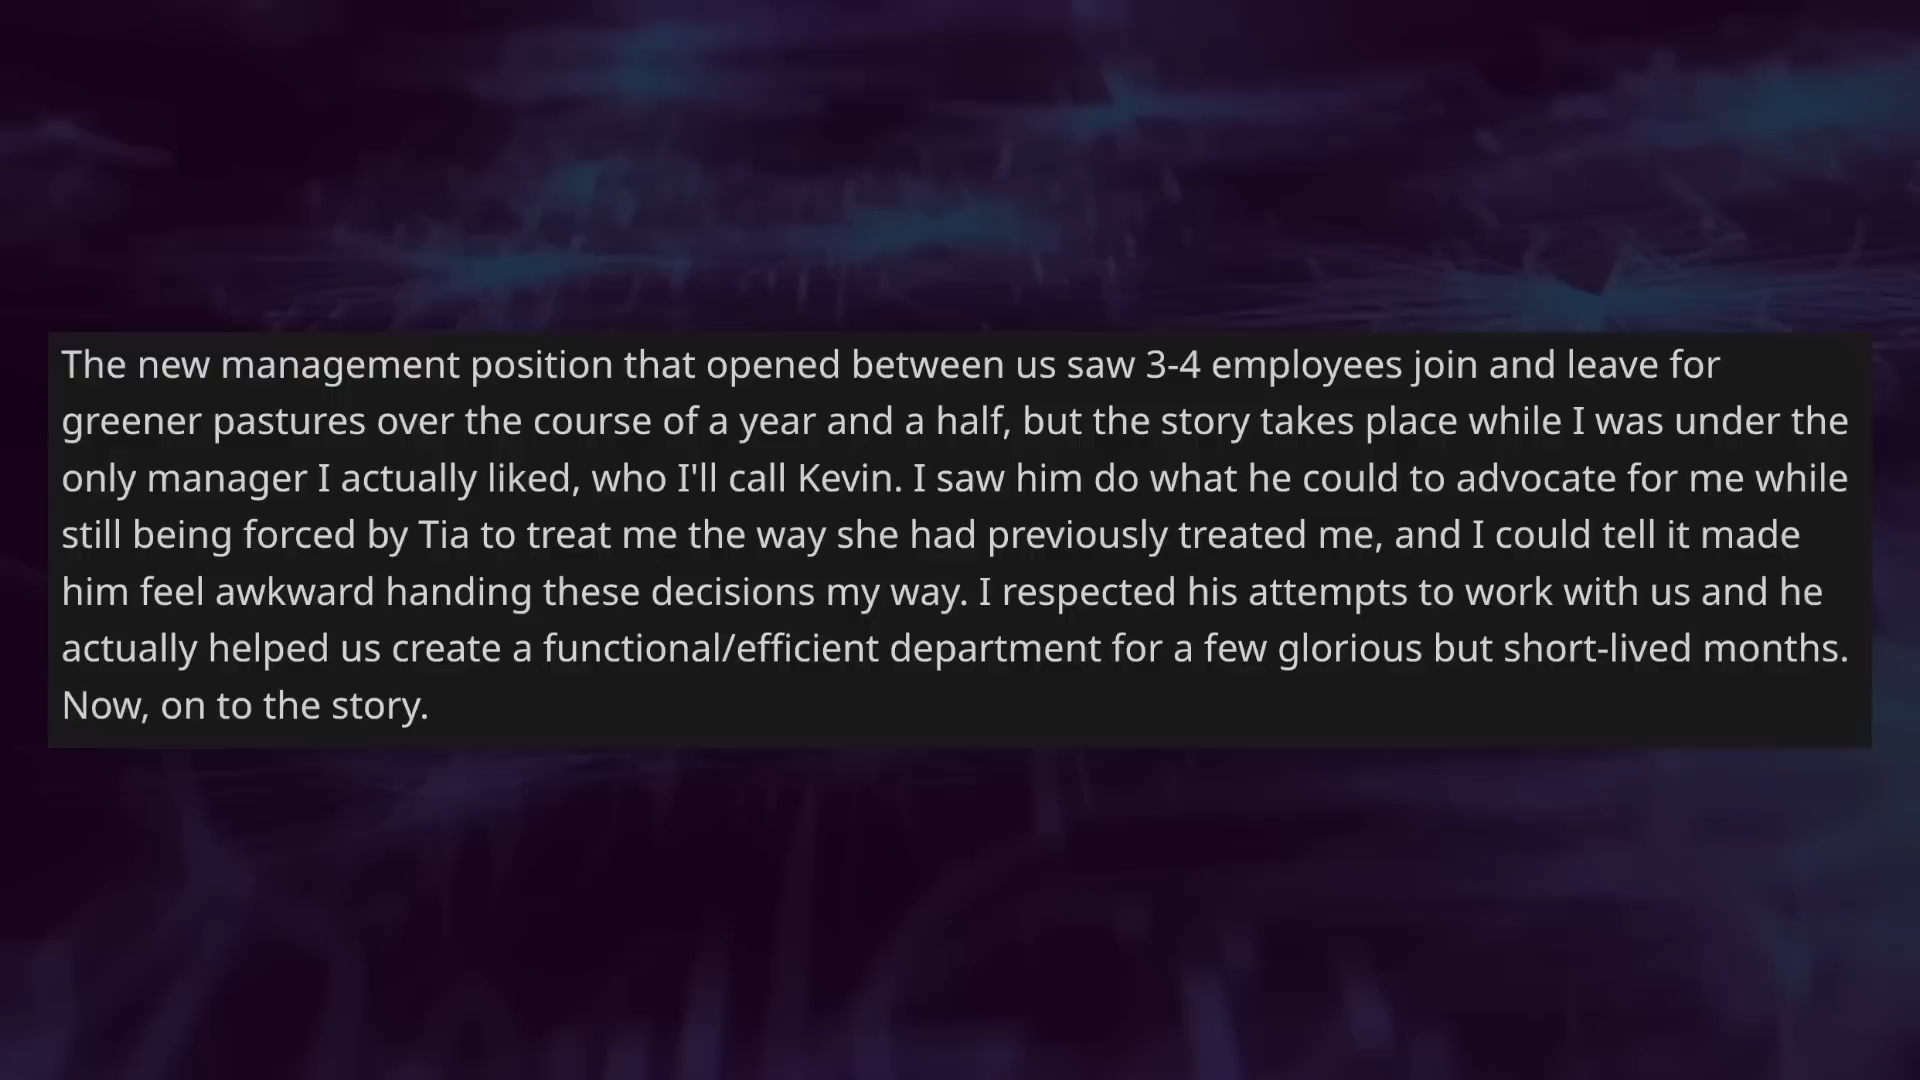 The new management position that opened between us saw 3-4 employees join and leave for
greener pastures over the course of a year and a half, but the story takes place while I was under the
only manager I actually liked, who I'll call Kevin. I saw him do what he could to advocate for me while
still being forced by Tia to treat me the way she had previously treated me, and I could tell it made
him feel awkward handing these decisions my way. I respected his attempts to work with us and he
actually helped us create a functional/efficient department for a few glorious but short-lived months.
Now, on to the story.